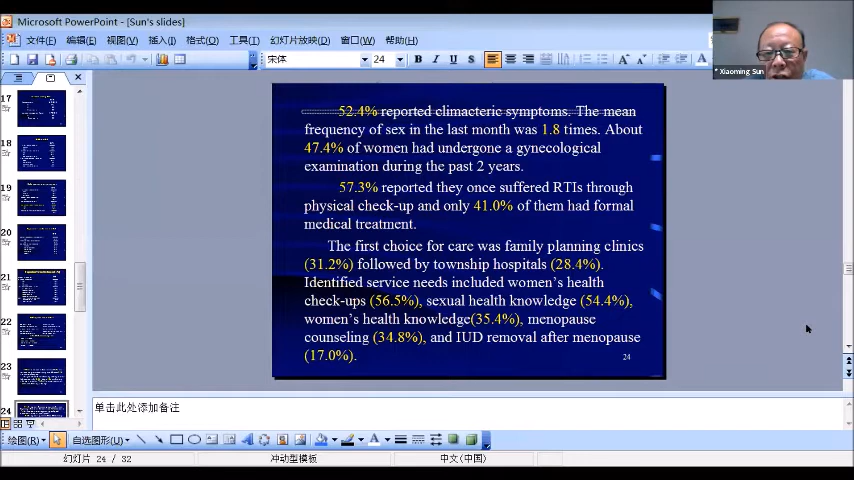 Microsoft PowerPoint - [Sun's slides]
文件(F) 编辑(E) 视图(V) 插入(I) 格式(O) 工具(T) 幻灯片放映(D) 窗口(W) 帮助(H)
宋体 24 B I U S
* Xiaoming Sun
17
18
19
20
21
22
23
24
52.4% reported climacteric symptoms. The mean
frequency of sex in the last month was 1.8 times. About
47.4% of women had undergone a gynecological
examination during the past 2 years.
57.3% reported they once suffered RTIs through
physical check-up and only 41.0% of them had formal
medical treatment.
The first choice for care was family planning clinics
(31.2%) followed by township hospitals (28.4%).
Identified service needs included women's health
check-ups (56.5%), sexual health knowledge (54.4%),
women's health knowledge(35.4%), menopause
counseling (34.8%), and IUD removal after menopause
(17.0%).
24
单击此处添加备注
绘图(R) 自选图形(U)
幻灯片 24 / 32 冲动型模板 中文(中国)